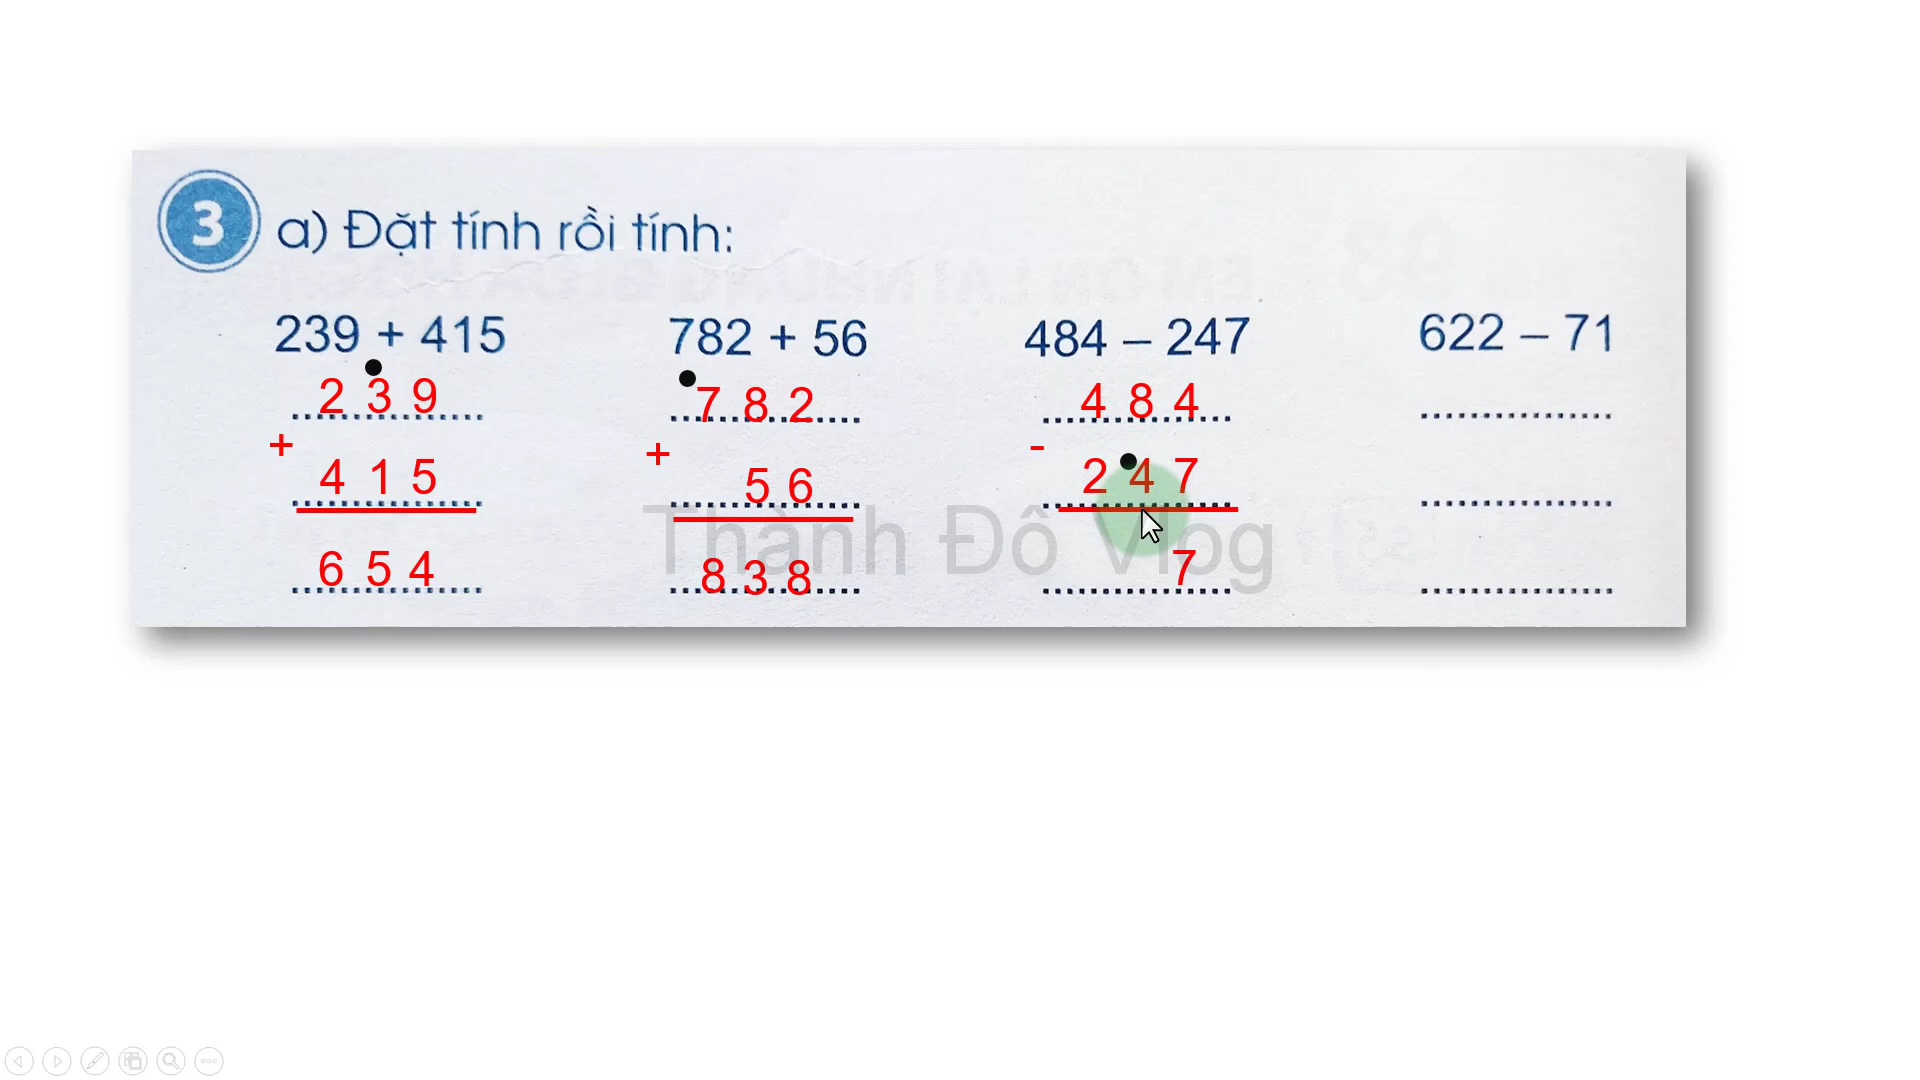 3 a) Đặt tính rồi tính:
239 + 415 782 + 56 484 – 247 622 – 71
2 3 9 7 8 2 4 8 4
+ + -
4 1 5 5 6 2 4 7
Thành Đô Vlog
6 5 4 8 3 8 7